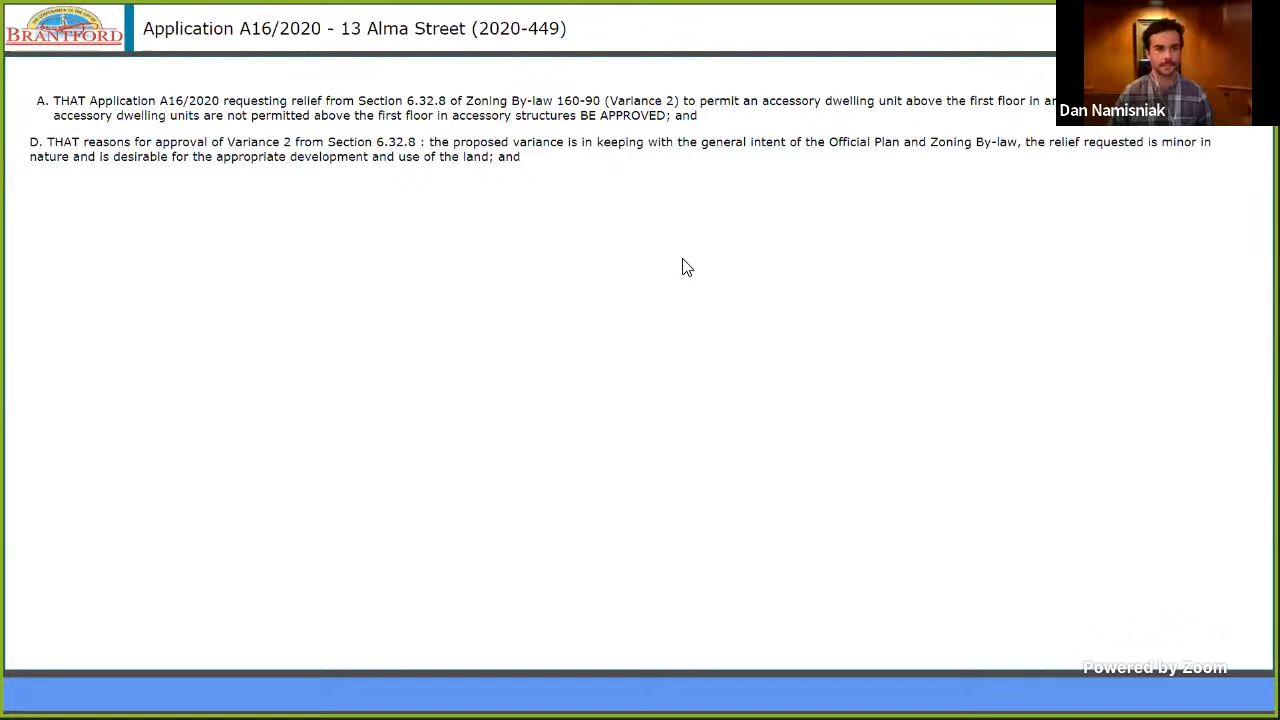 BRANTFORD
Application A16/2020 - 13 Alma Street (2020-449)
Dan Namisniak
A. THAT Application A16/2020 requesting relief from Section 6.32.8 of Zoning By-law 160-90 (Variance 2) to permit an accessory dwelling unit above the first floor in
accessory dwelling units are not permitted above the first floor in accessory structures BE APPROVED; and
D. THAT reasons for approval of Variance 2 from Section 6.32.8 : the proposed variance is in keeping with the general intent of the Official Plan and Zoning By-law, the relief requested is minor in
nature and is desirable for the appropriate development and use of the land; and
Powered by Zoom